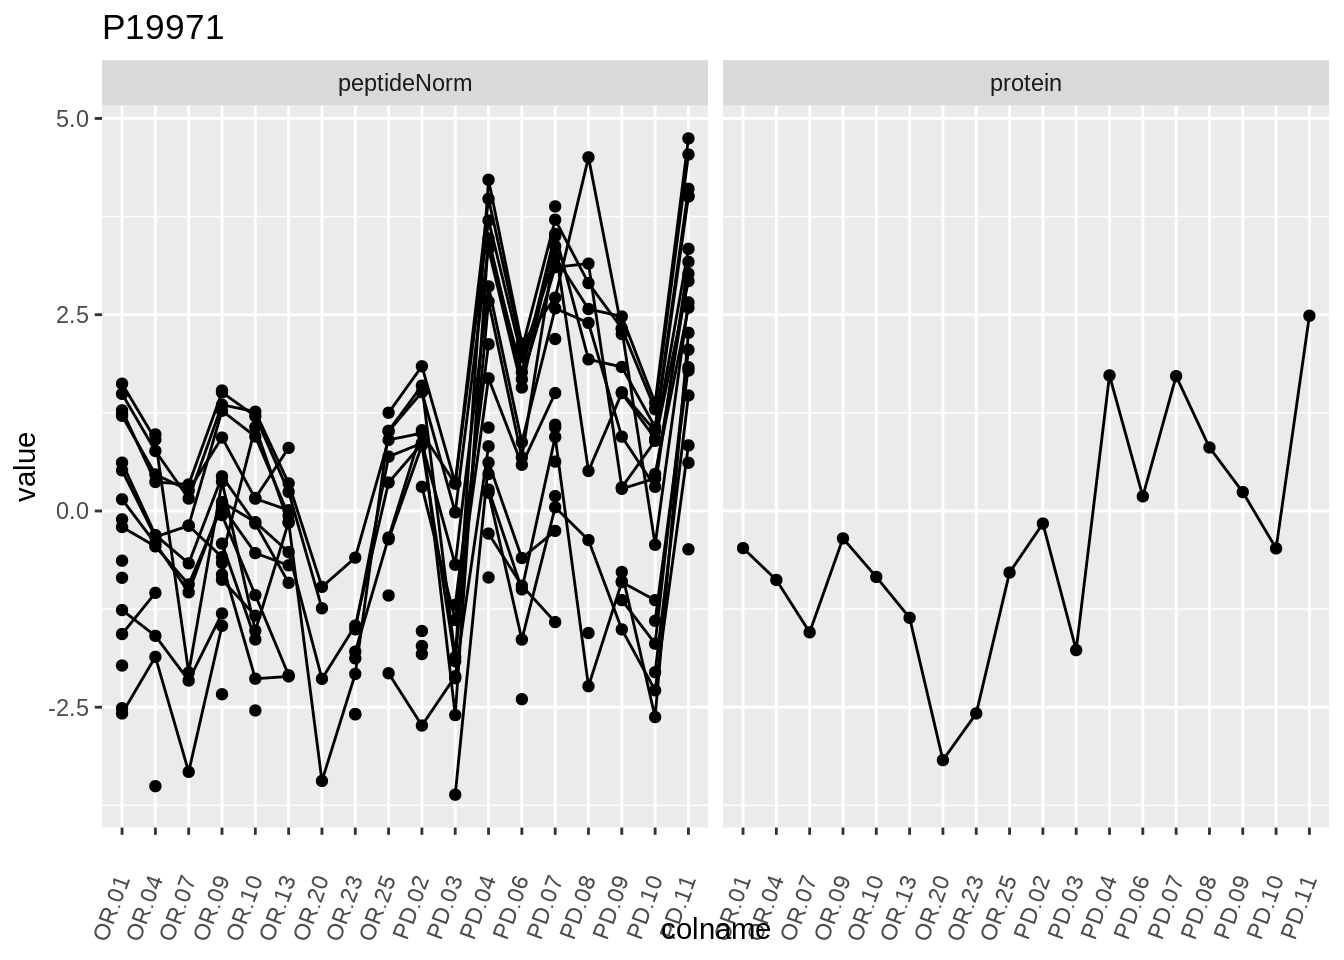 P19971
peptideNorm protein
value
5.0
2.5
0.0
-2.5
OR.01 OR.04 OR.07 OR.09 OR.10 OR.13 OR.20 OR.23 OR.25 PD.02 PD.03 PD.04 PD.06 PD.07 PD.08 PD.09 PD.10 PD.11 OR.01 OR.04 OR.07 OR.09 OR.10 OR.13 OR.20 OR.23 OR.25 PD.02 PD.03 PD.04 PD.06 PD.07 PD.08 PD.09 PD.10 PD.11
colname